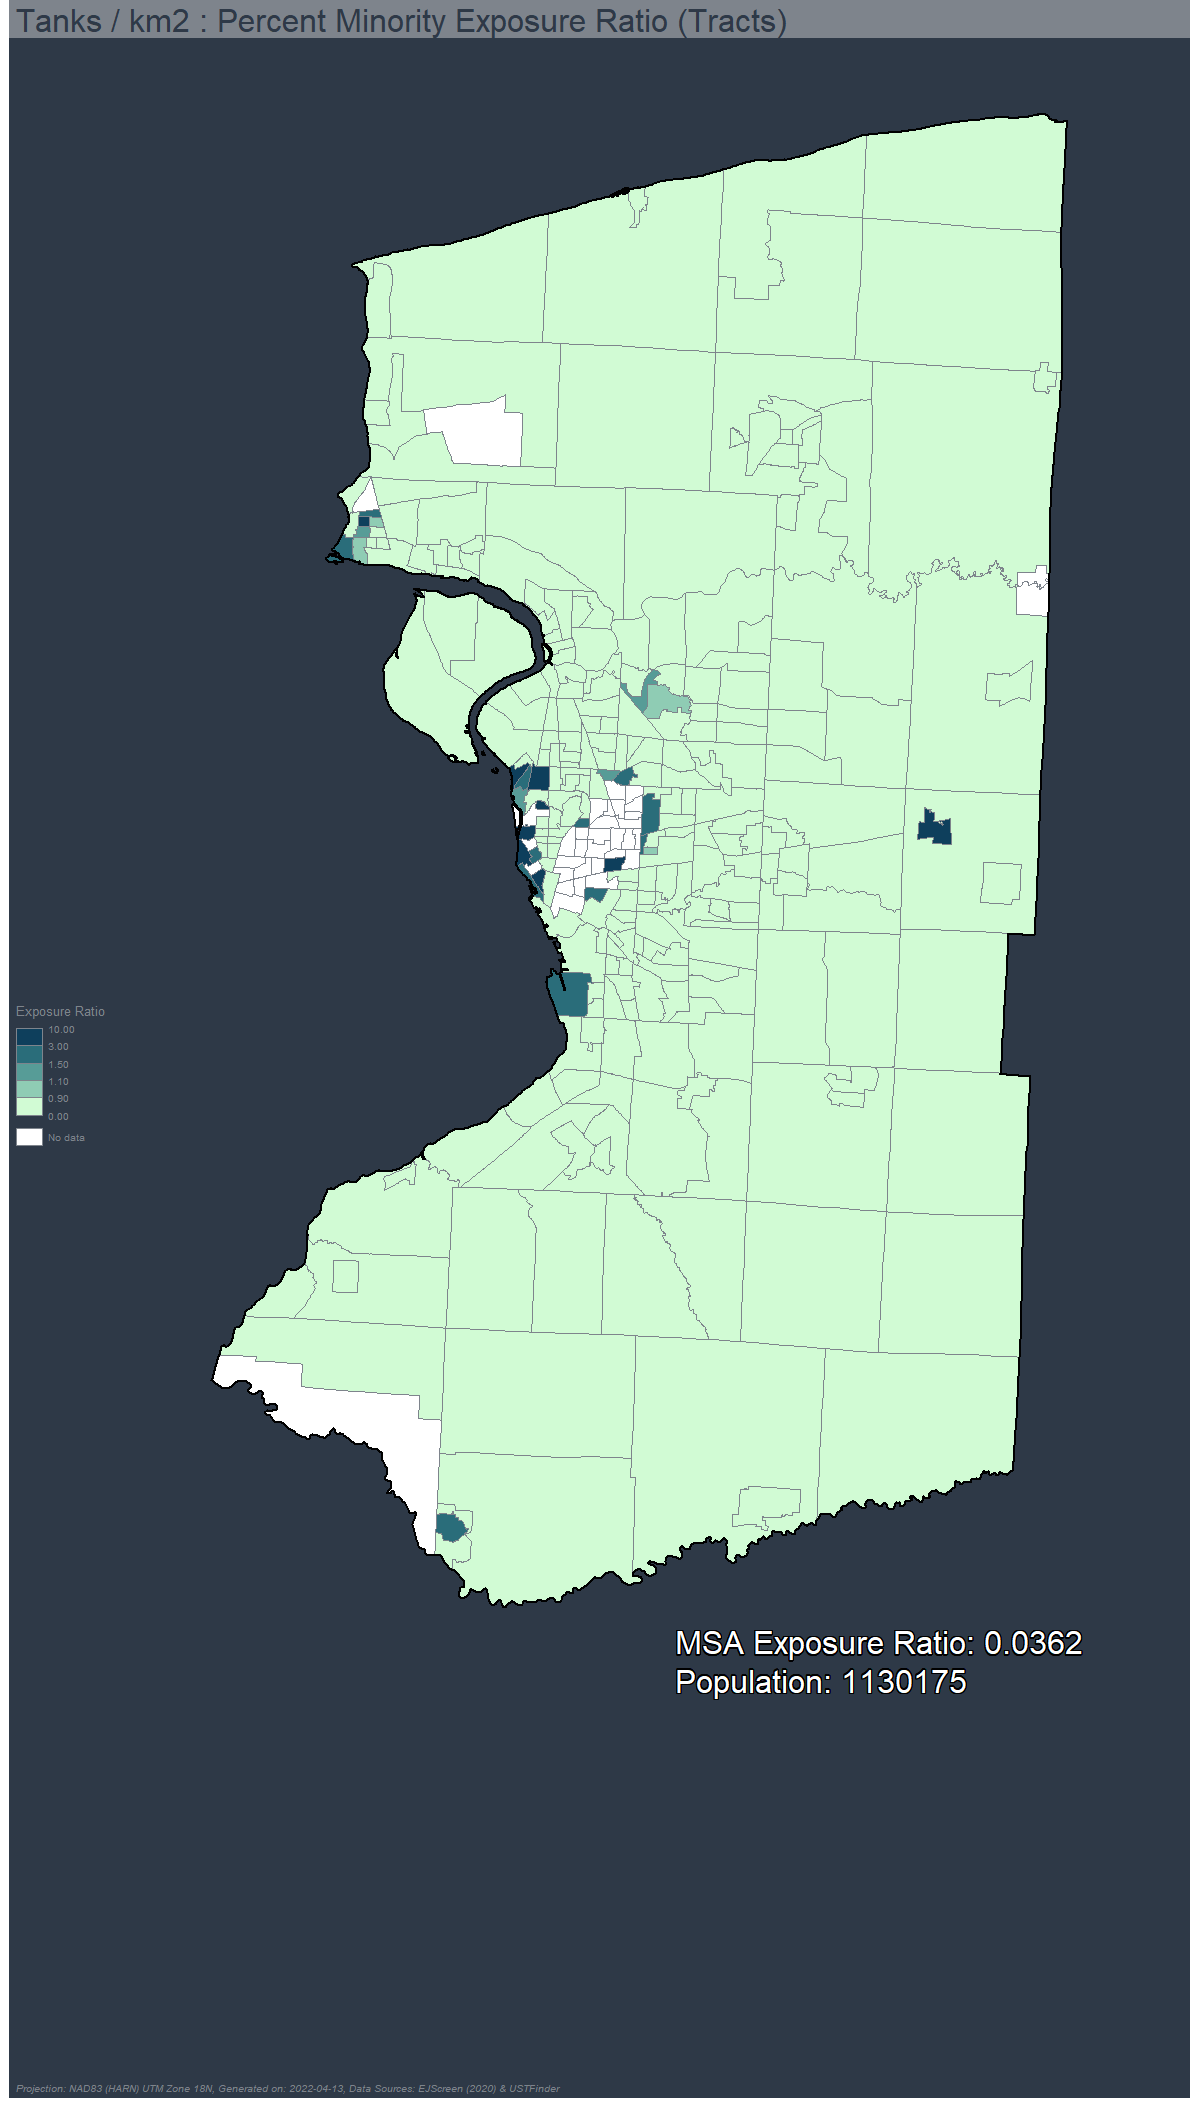 Tanks / km2 : Percent Minority Exposure Ratio (Tracts)
Exposure Ratio
10.00
3.00
1.50
1.10
0.90
0.00
No data
MSA Exposure Ratio: 0.0362
Population: 1130175
Projection: NAD83 (HARN) UTM Zone 18N, Generated on: 2022-04-13, Data Sources: EJScreen (2020) & USTFinder